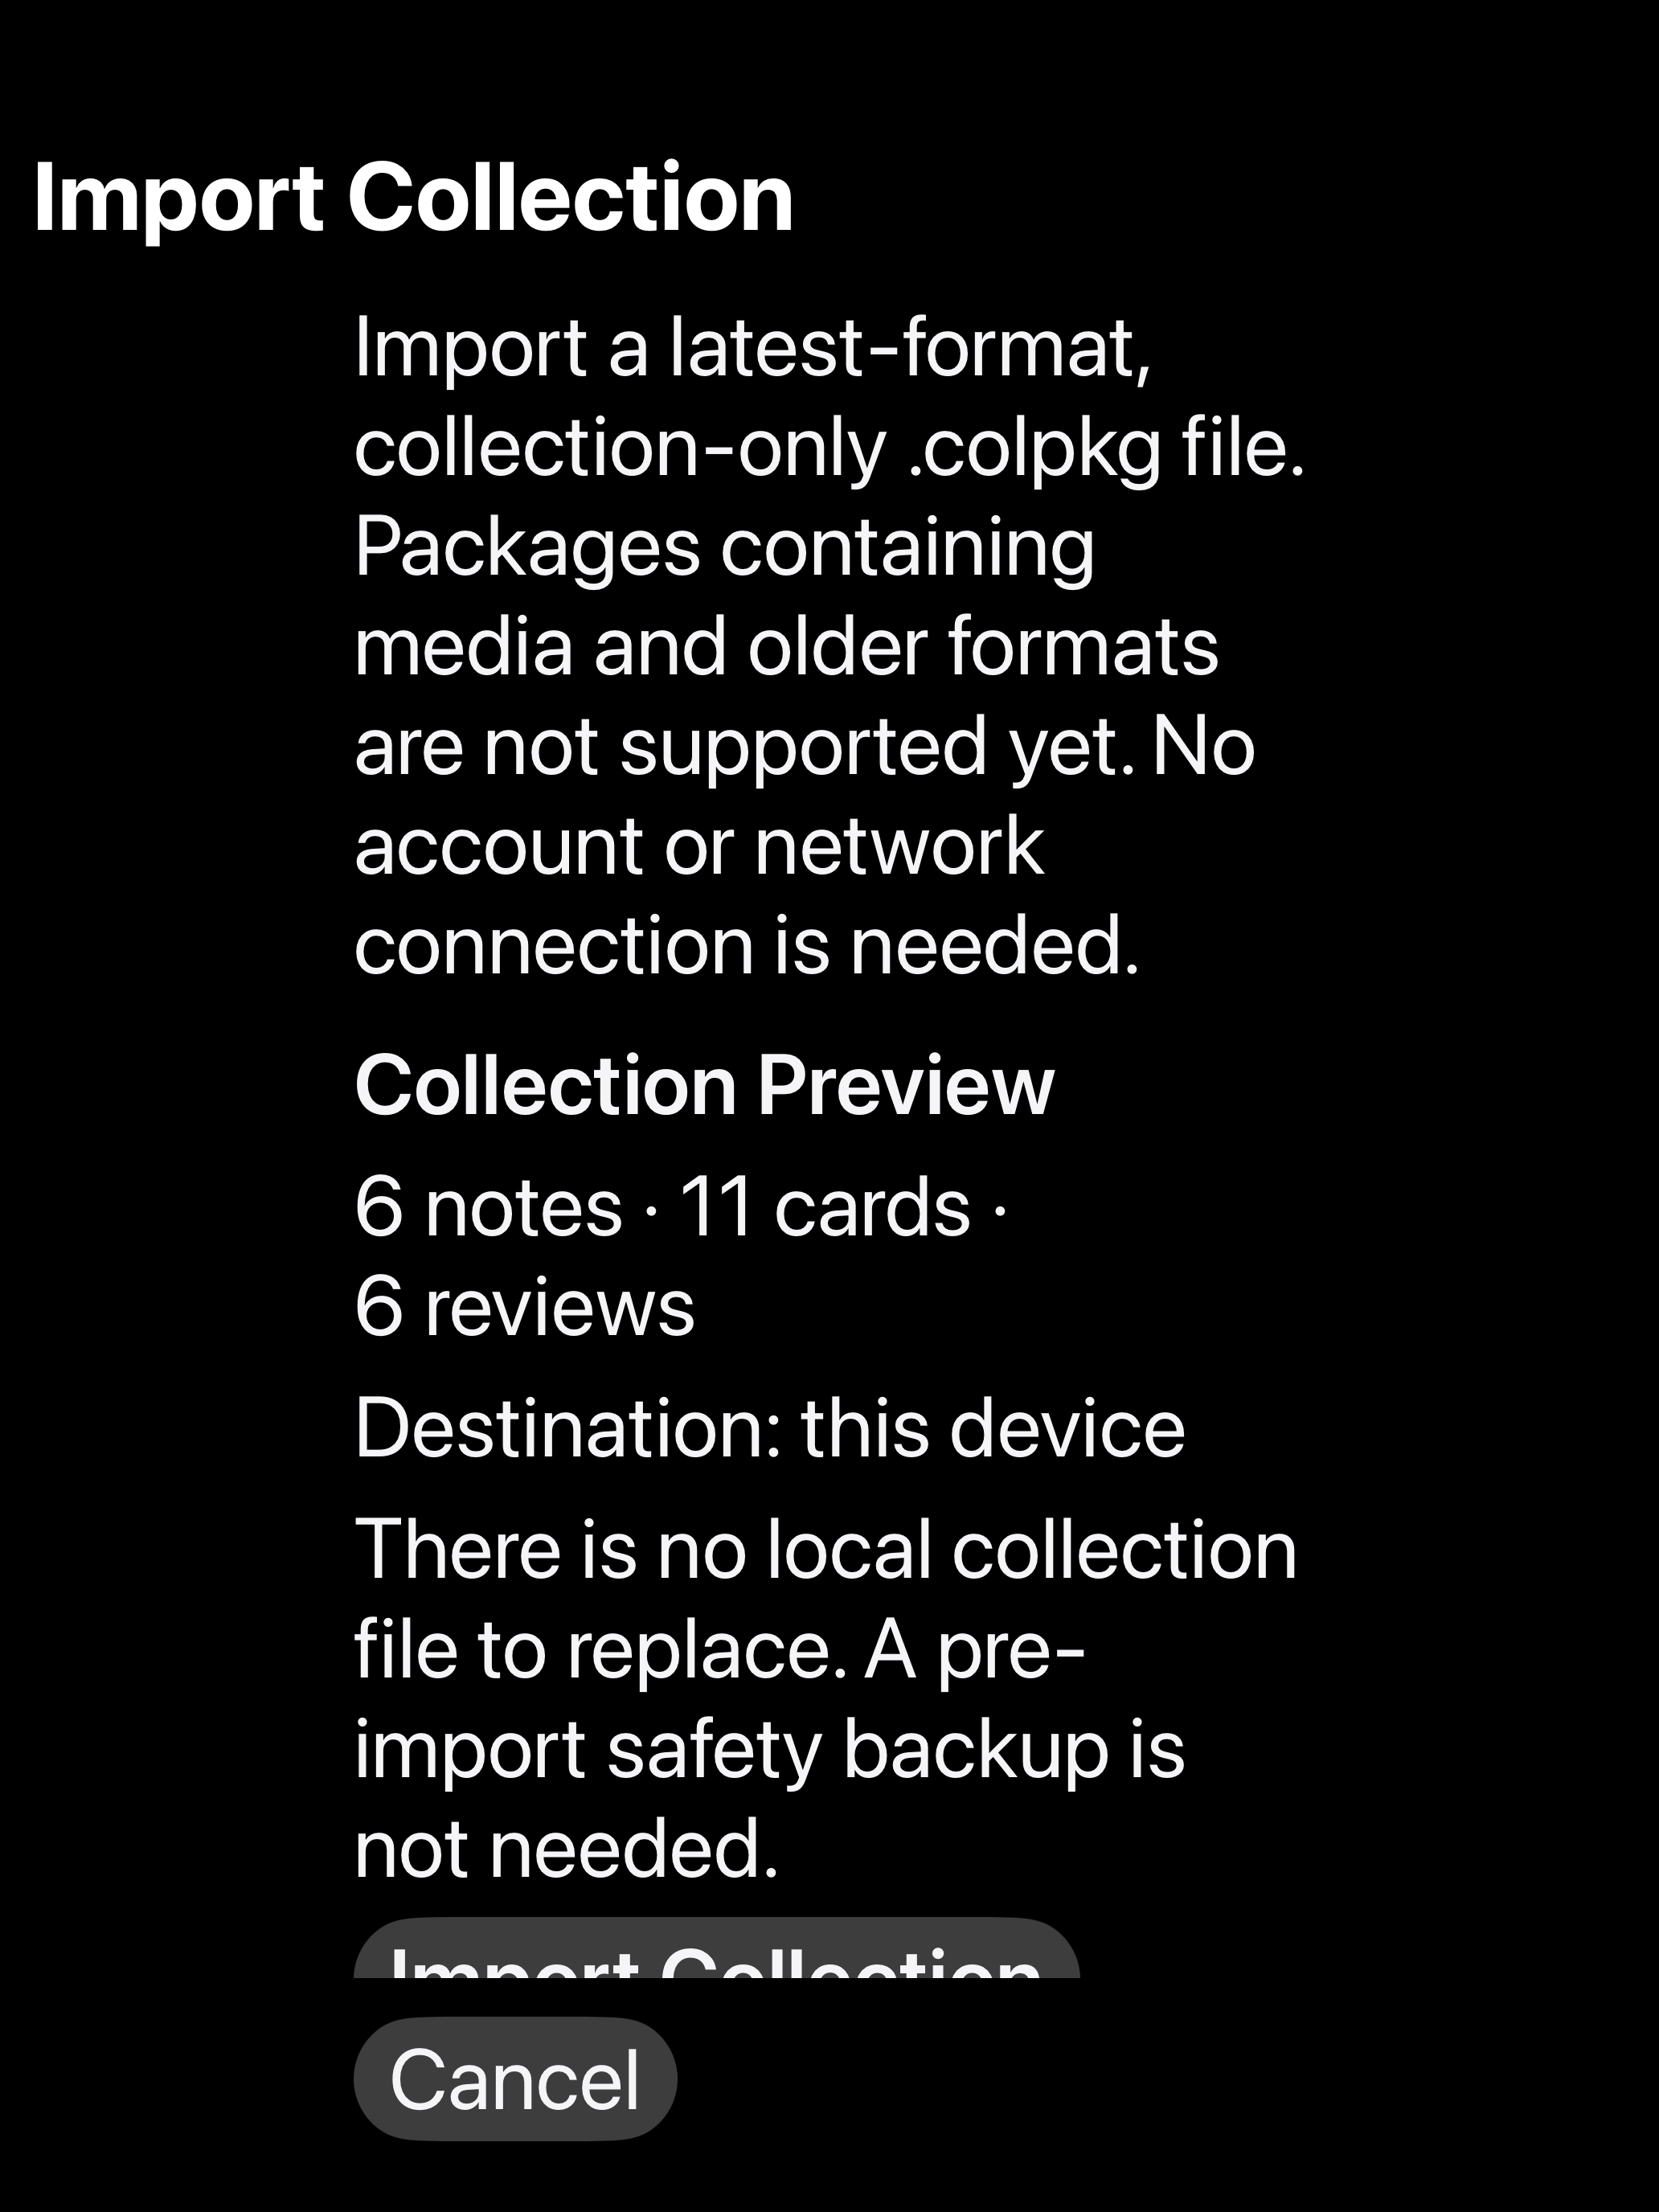 Import Collection
Import a latest-format,
collection-only .colpkg file.
Packages containing
media and older formats
are not supported yet. No
account or network
connection is needed.
Collection Preview
6 notes · 11 cards ·
6 reviews
Destination: this device
There is no local collection
file to replace. A pre-
import safety backup is
not needed.
Import Collection
Cancel